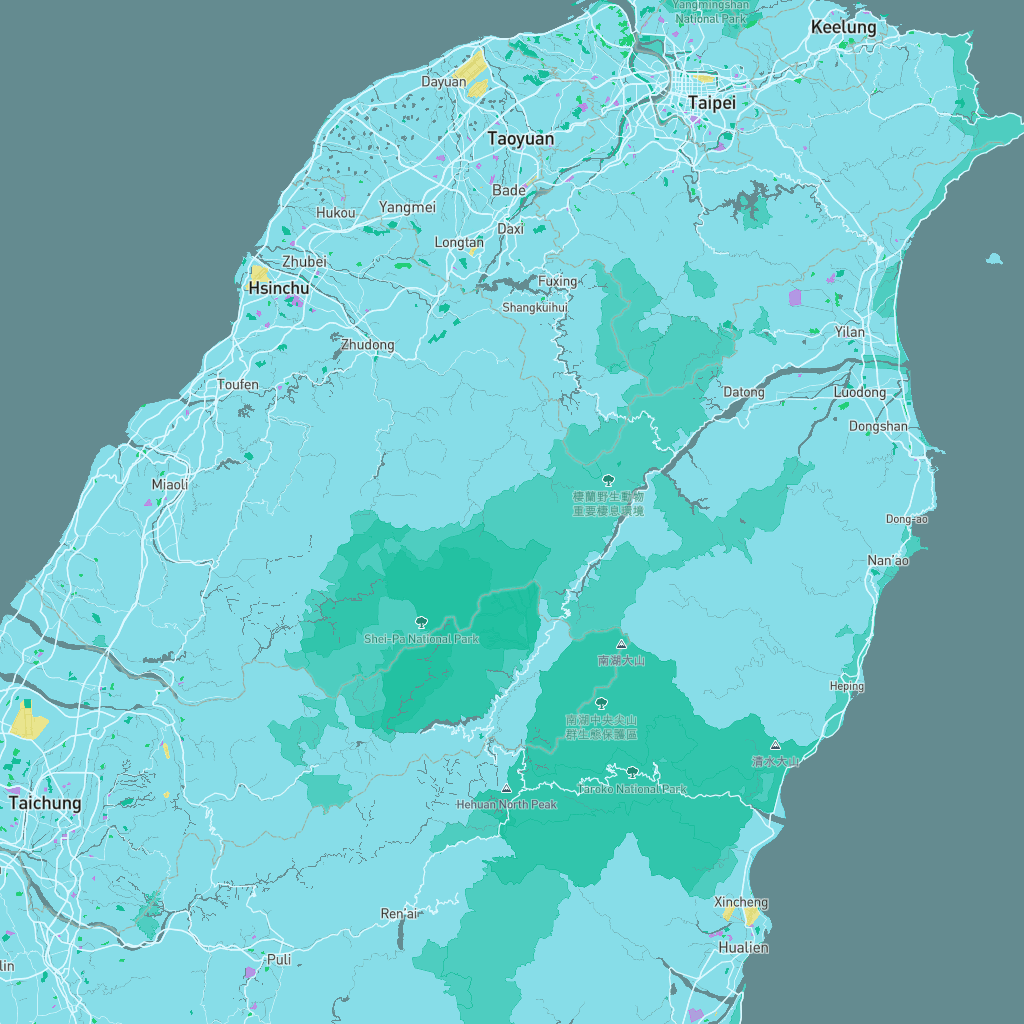 Yangmingshan
National Park
Keelung
Dayuan
Taipei
Taoyuan
Bade
Hukou
Yangmei
Daxi
Longtan
Zhubei
Fuxing
Hsinchu
Shangkuihui
Yilan
Zhudong
Toufen
Datong
Luodong
Dongshan
Miaoli
棲蘭野生動物
重要棲息環境
Dong-ao
Nan'ao
Shei-Pa National Park
南湖大山
Heping
南湖中央尖山
群生態保護區
清水大山
Taroko National Park
Taichung
Hehuan North Peak
Xincheng
Ren'ai
Hualien
Puli
lin